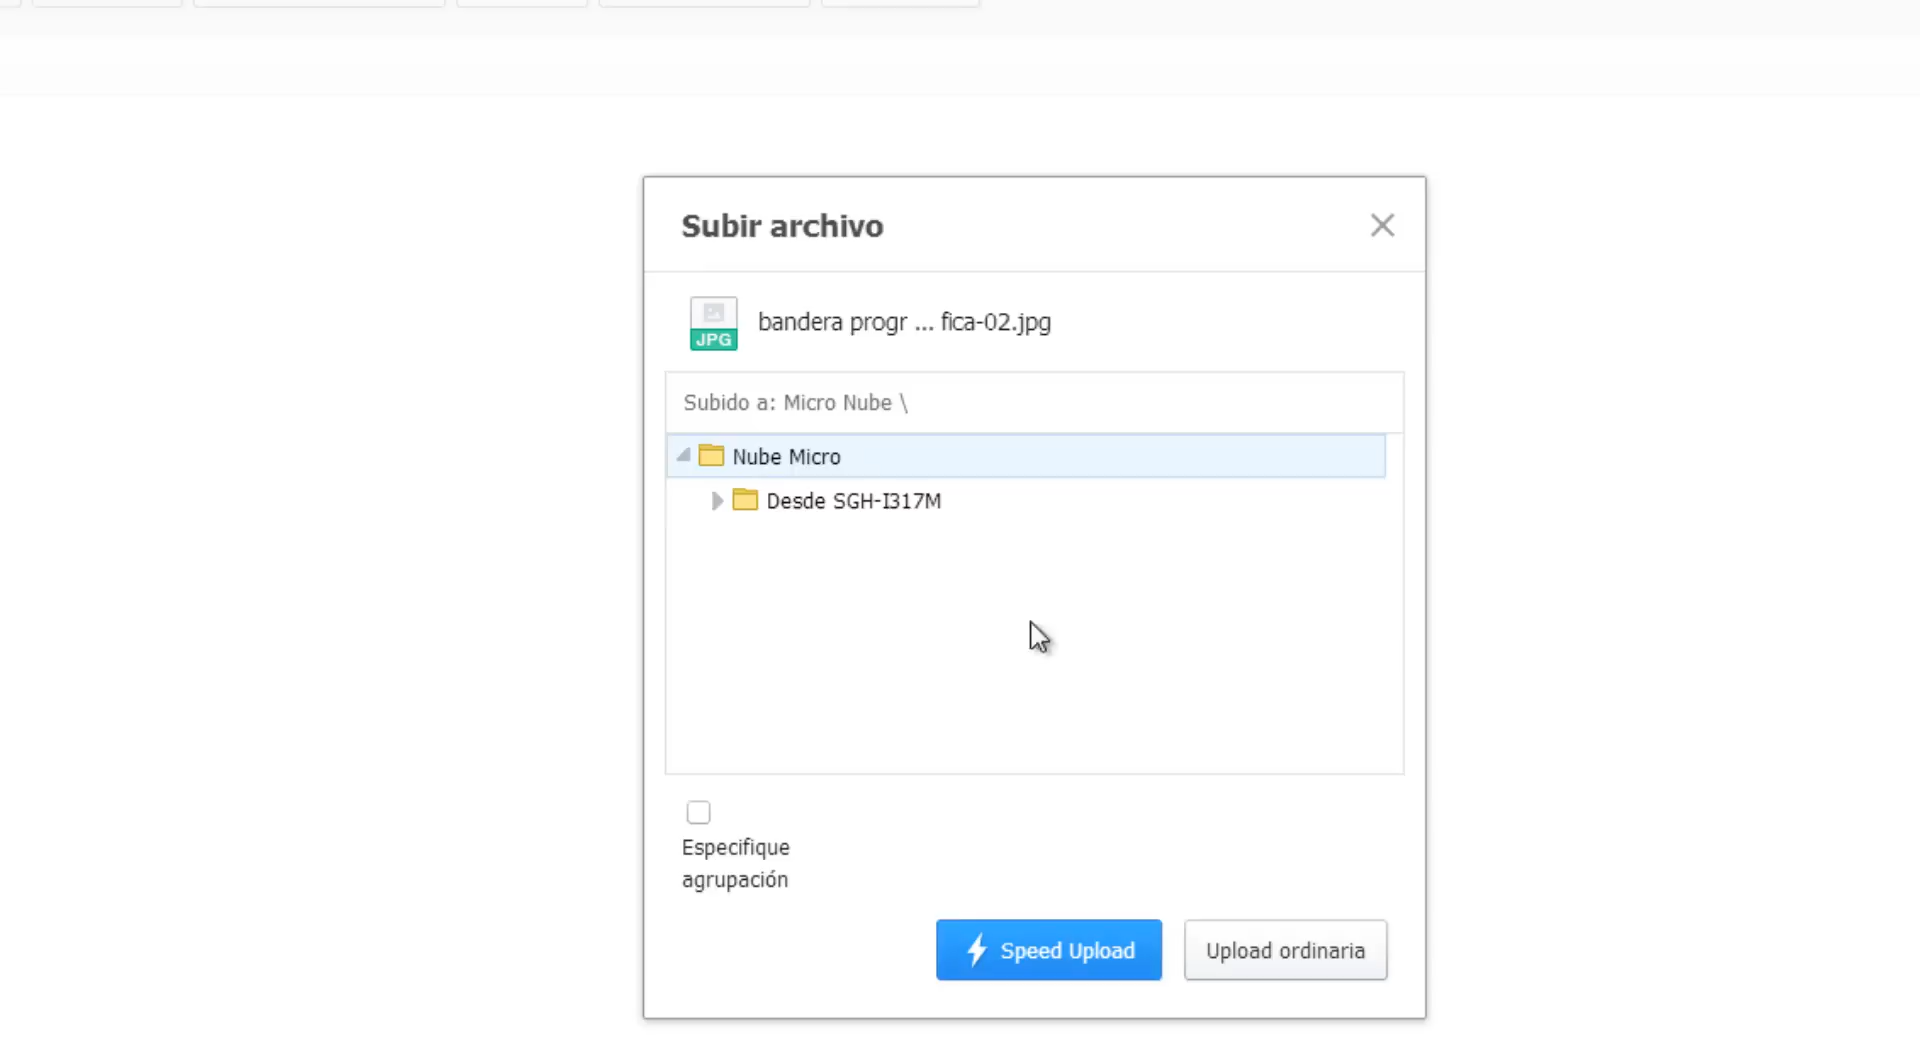 Subir archivo
JPG
bandera progr ... fica-02.jpg
Subido a: Micro Nube \
Nube Micro
Desde SGH-I317M
Especifique
agrupación
Speed Upload
Upload ordinaria